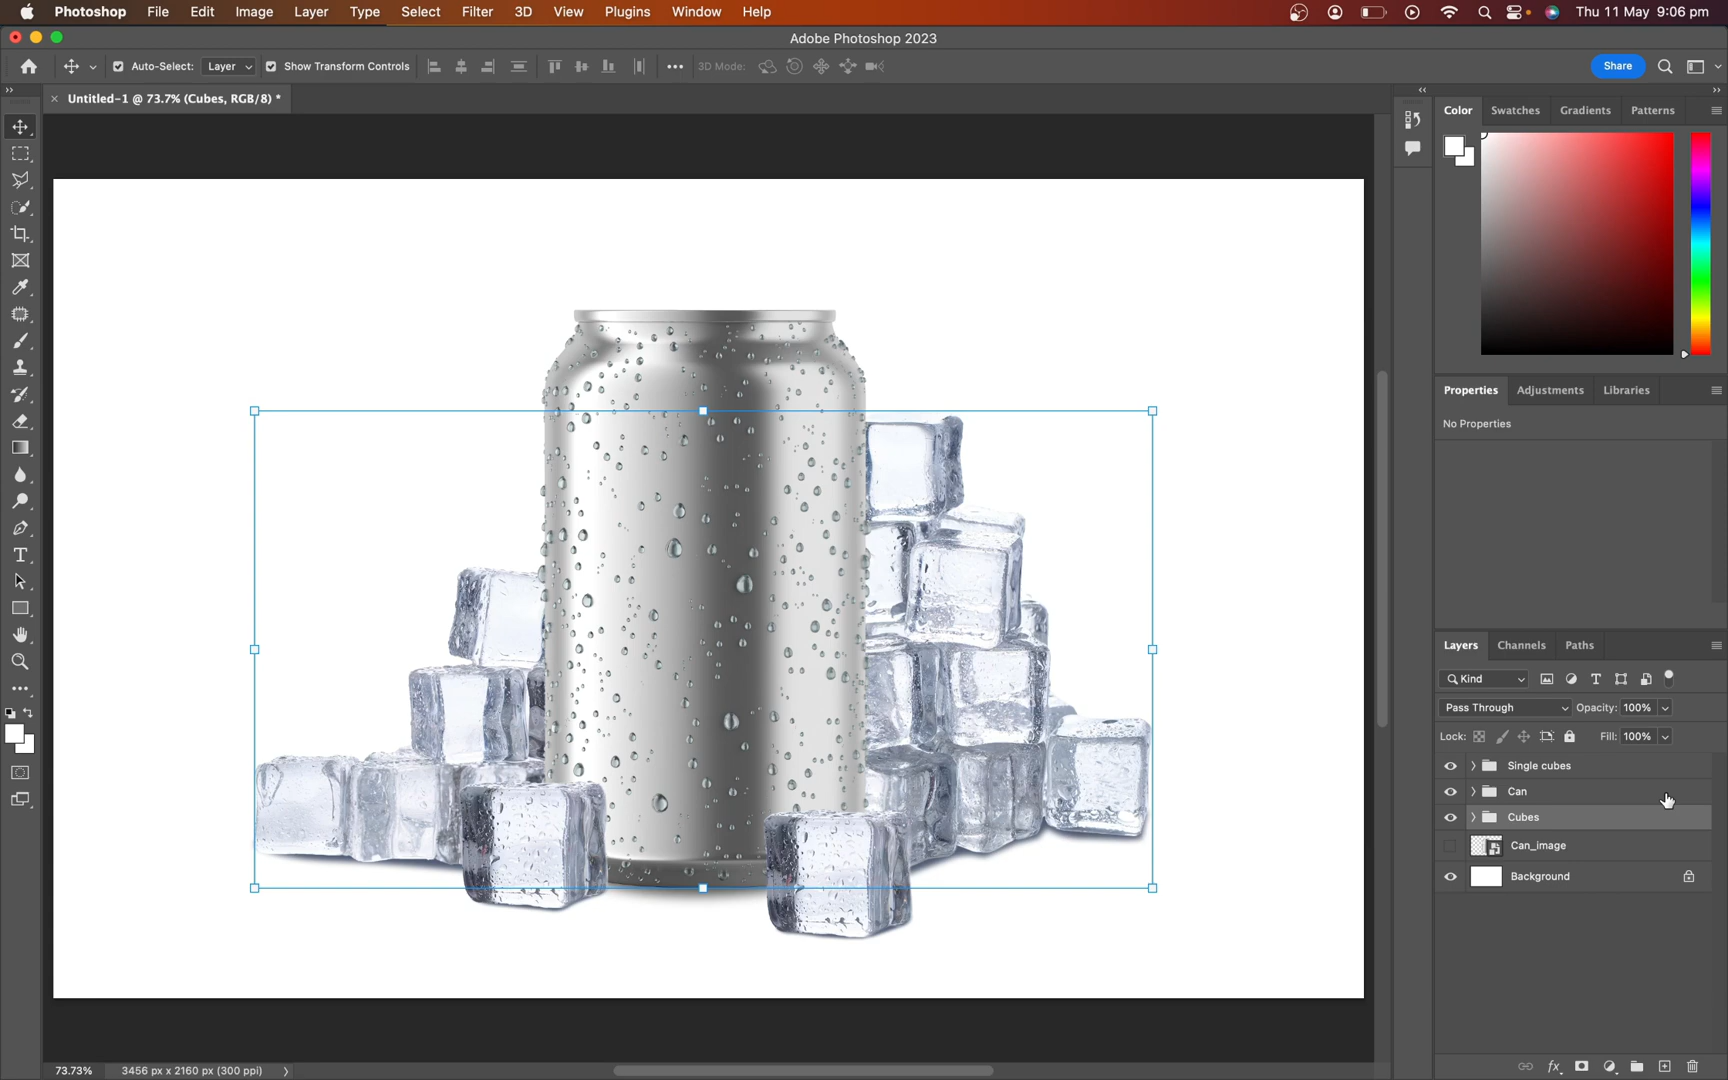 Photoshop File Edit Image Layer Type Select Filter 3D View Plugins Window Help Thu 11 May 9:06 pm
Adobe Photoshop 2023
Auto-Select: Layer Show Transform Controls 3D Mode: Share
Untitled-1 @ 73.7% (Cubes, RGB/8) *
Color Swatches Gradients Patterns
Properties Adjustments Libraries
No Properties
Layers Channels Paths
Kind
Pass Through Opacity: 100%
Lock: Fill: 100%
Single cubes
Can
Cubes
Can_image
Background
73.73% 3456 px x 2160 px (300 ppi)